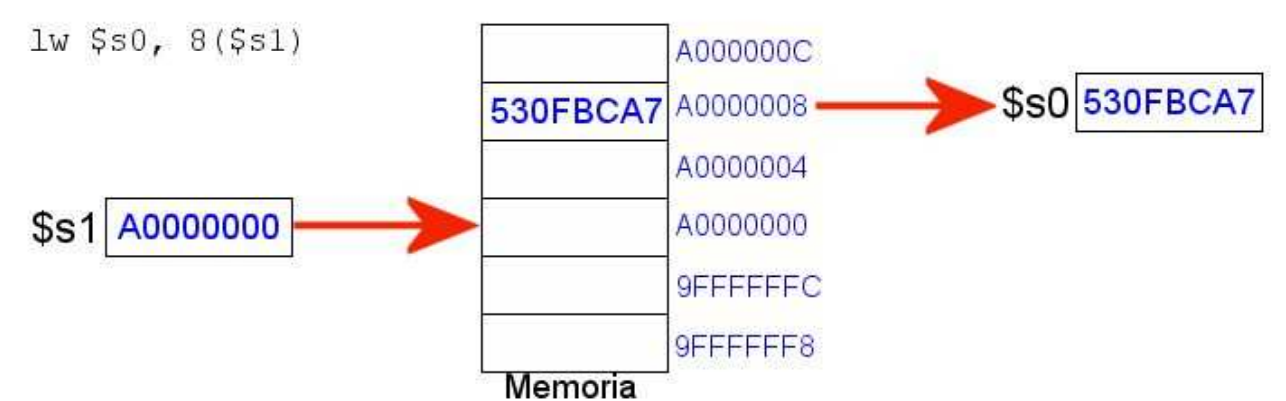 lw $s0, 8($s1)
A000000C
530FBCA7 A0000008 $s0 530FBCA7
A0000004
$s1 A0000000 A0000000
9FFFFFFC
9FFFFFF8
Memoria